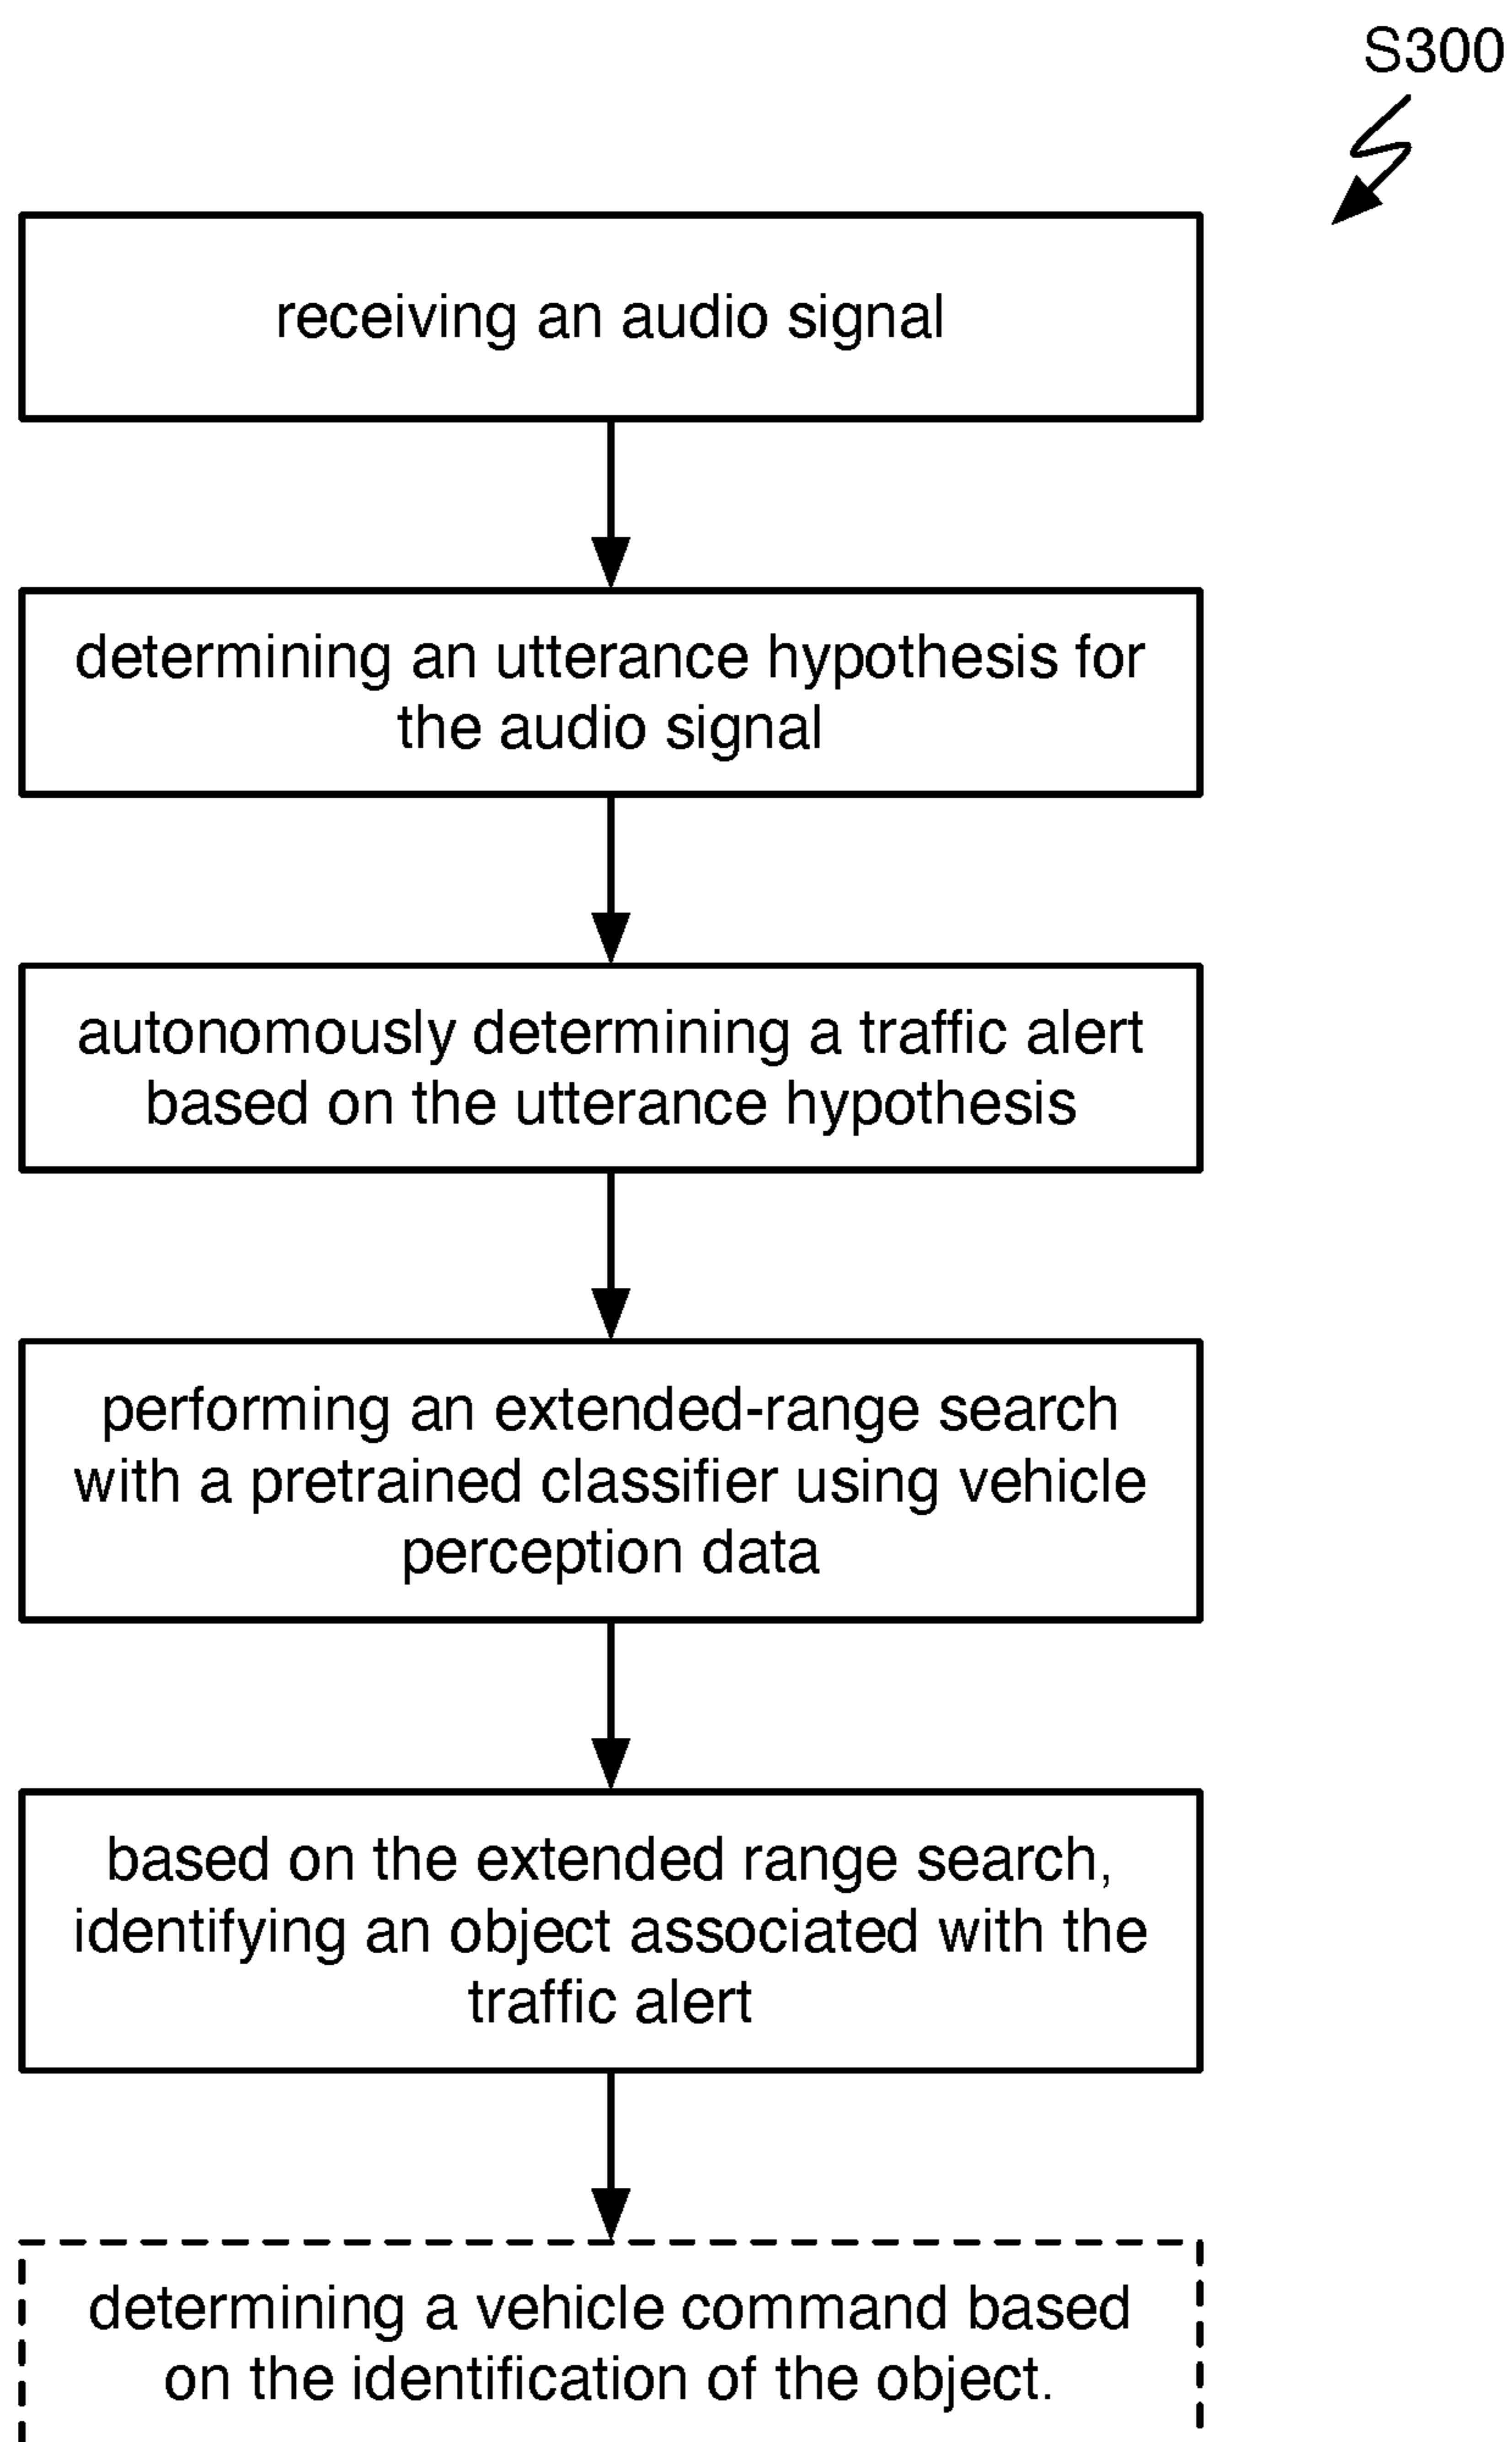 S300
receiving an audio signal
determining an utterance hypothesis for
the audio signal
autonomously determining a traffic alert
based on the utterance hypothesis
performing an extended-range search
with a pretrained classifier using vehicle
perception data
based on the extended range search,
identifying an object associated with the
traffic alert
determining a vehicle command based
on the identification of the object.